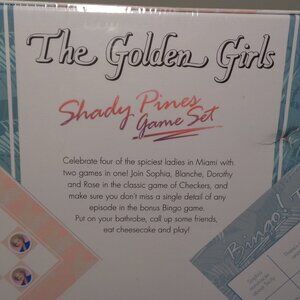 The Golden Girls
Shady Pines
Game Set
Celebrate four of the spiciest ladies in Miami with
two games in one! Join Sophia, Blanche, Dorothy
and Rose in the classic game of Checkers, and
make sure you don't miss a single detail of any
episode in the bonus Bingo game.
Put on your bathrobe, call up some friends,
eat cheesecake and play!
Bingo!